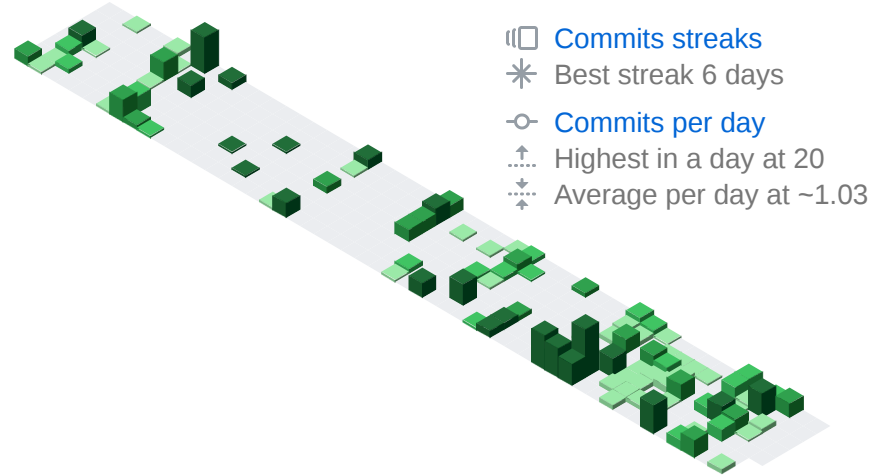 Commits streaks
Best streak 6 days
Commits per day
Highest in a day at 20
Average per day at ~1.03